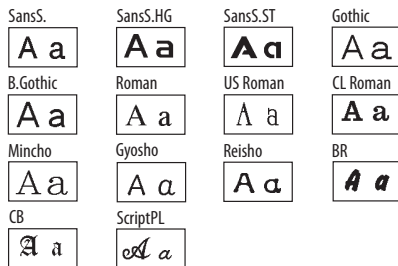 SansS. SansS.HG SansS.ST Gothic
A a A a A a A a
B.Gothic Roman US Roman CL Roman
A a A a A a A a
Mincho Gyosho Reisho BR
A a A a A a A a
CB ScriptPL
A a A a